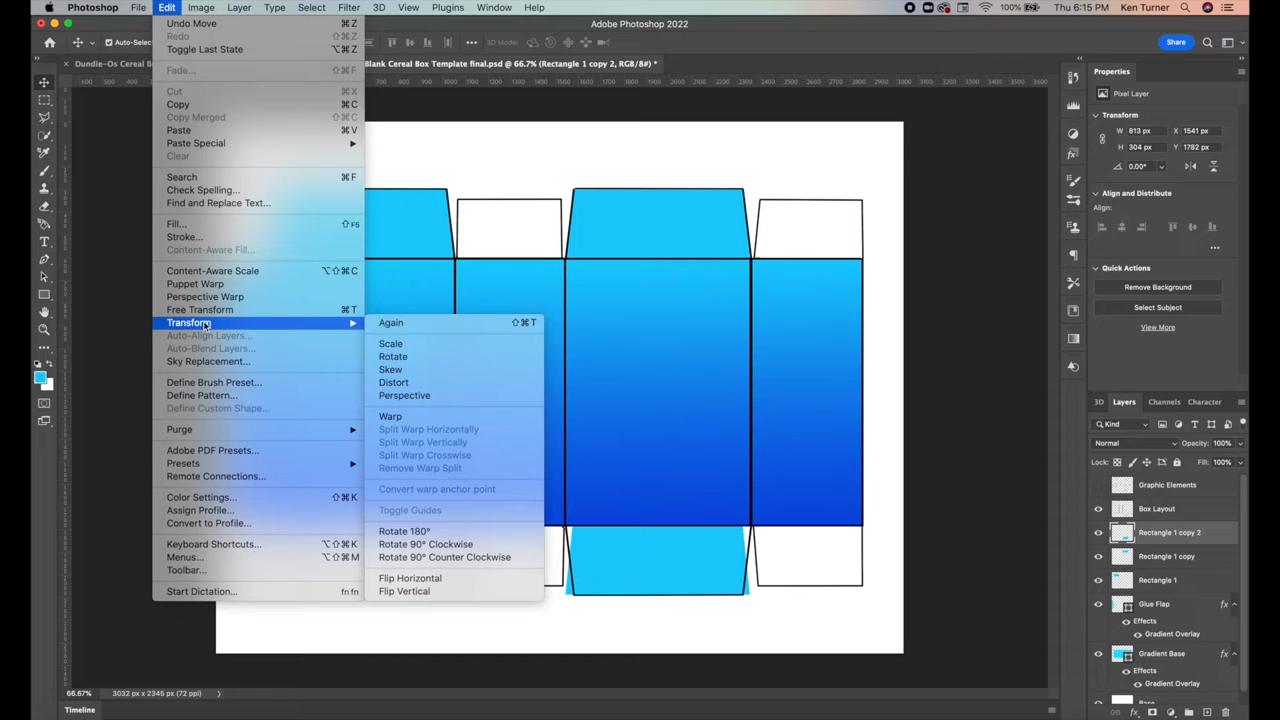 Photoshop File Edit Image Layer Type Select Filter 3D View Plugins Window Help 100% Thu 6:15 PM Ken Turner
Adobe Photoshop 2022
Auto-Selec 3D Mode: Share
Dundie-Os Cereal B Blank Cereal Box Template final.psd @ 66.7% (Rectangle 1 copy 2, RGB/8#) *
Undo Move ⌘Z
Redo ⇧⌘Z
Toggle Last State ⌥⌘Z
Fade... ⇧⌘F
Cut ⌘X
Copy ⌘C
Copy Merged ⇧⌘C
Paste ⌘V
Paste Special ▶
Clear
Search ⌘F
Check Spelling...
Find and Replace Text...
Fill... ⇧F5
Stroke...
Content-Aware Fill...
Content-Aware Scale ⌥⇧⌘C
Puppet Warp
Perspective Warp
Free Transform ⌘T
Transform ▶
Auto-Align Layers...
Auto-Blend Layers...
Sky Replacement...
Define Brush Preset...
Define Pattern...
Define Custom Shape...
Purge ▶
Adobe PDF Presets...
Presets ▶
Remote Connections...
Color Settings... ⇧⌘K
Assign Profile...
Convert to Profile...
Keyboard Shortcuts... ⌥⇧⌘K
Menus... ⌥⇧⌘M
Toolbar...
Start Dictation... fn fn
Again ⇧⌘T
Scale
Rotate
Skew
Distort
Perspective
Warp
Split Warp Horizontally
Split Warp Vertically
Split Warp Crosswise
Remove Warp Split
Convert warp anchor point
Toggle Guides
Rotate 180°
Rotate 90° Clockwise
Rotate 90° Counter Clockwise
Flip Horizontal
Flip Vertical
Properties
Pixel Layer
Transform
W 813 px X 1541 px
H 304 px Y 1782 px
0.00°
Align and Distribute
Align:
Quick Actions
Remove Background
Select Subject
View More
3D Layers Channels Character
Kind
Normal Opacity: 100%
Lock: Fill: 100%
Graphic Elements
Box Layout
Rectangle 1 copy 2
Rectangle 1 copy
Rectangle 1
Glue Flap fx
Effects
Gradient Overlay
Gradient Base fx
Effects
Gradient Overlay
Base
66.67% 3032 px x 2345 px (72 ppi)
Timeline